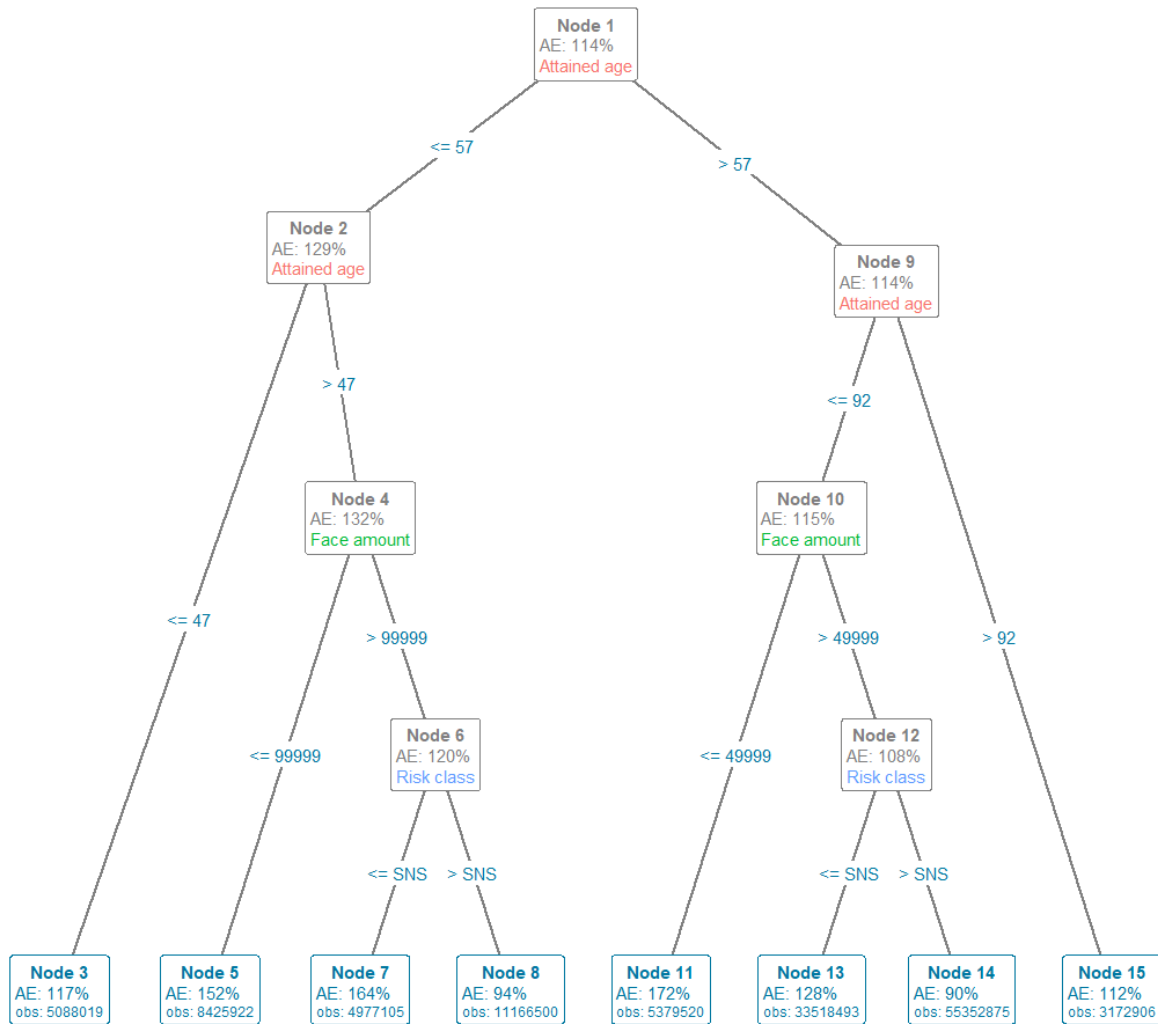 Node 1
AE: 114%
Attained age
<= 57
> 57
Node 2
AE: 129%
Attained age
Node 9
AE: 114%
Attained age
> 47
<= 92
Node 4
AE: 132%
Face amount
Node 10
AE: 115%
Face amount
<= 47
> 99999
> 49999
> 92
Node 6
AE: 120%
Risk class
Node 12
AE: 108%
Risk class
<= 99999
<= 49999
<= SNS
> SNS
<= SNS
> SNS
Node 3
AE: 117%
obs: 5088019
Node 5
AE: 152%
obs: 8425922
Node 7
AE: 164%
obs: 4977105
Node 8
AE: 94%
obs: 11166500
Node 11
AE: 172%
obs: 5379520
Node 13
AE: 128%
obs: 33518493
Node 14
AE: 90%
obs: 55352875
Node 15
AE: 112%
obs: 3172906